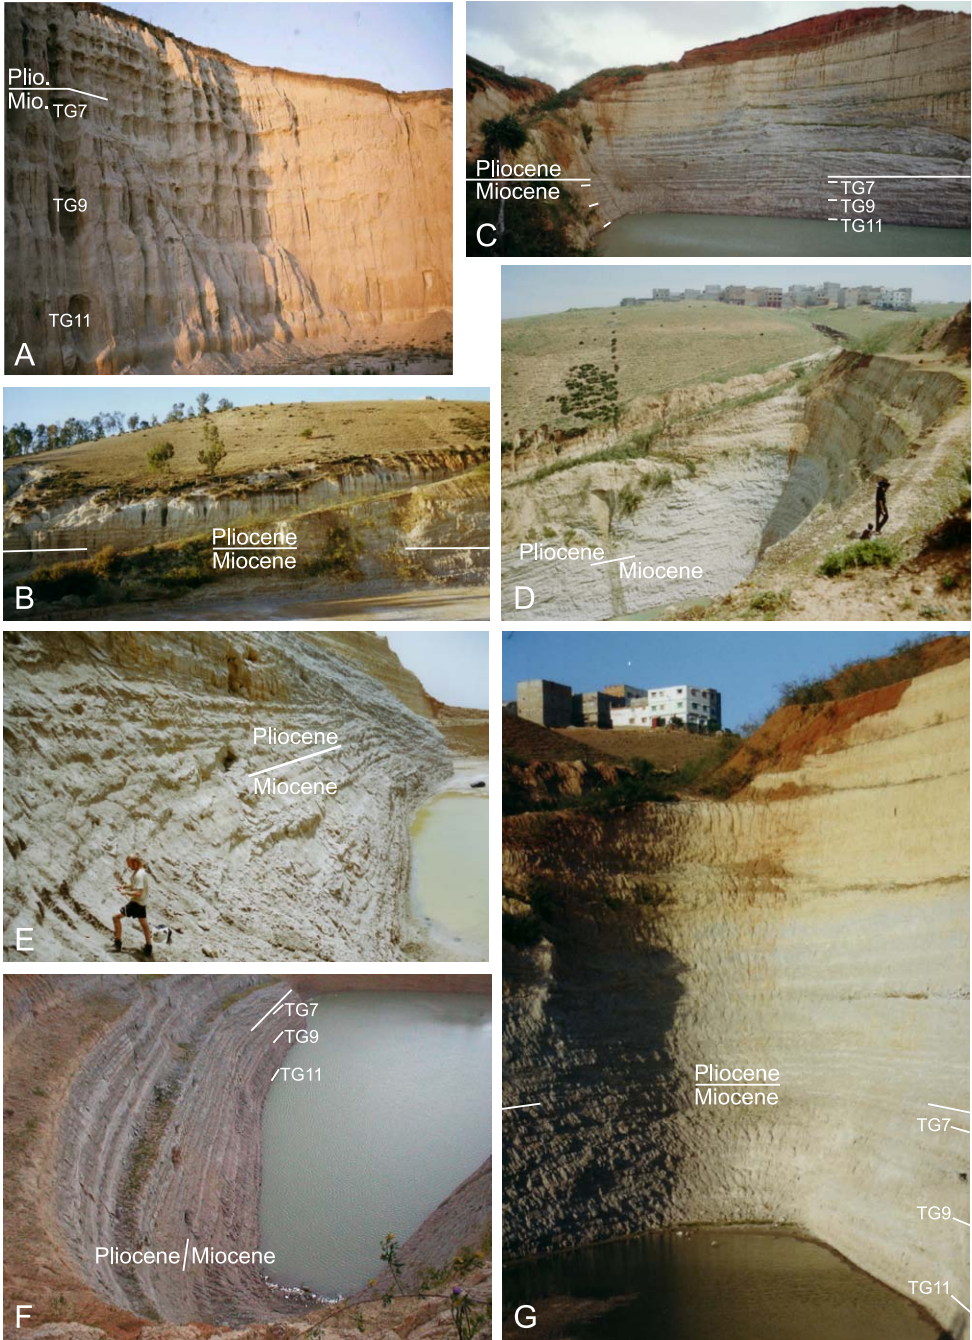 Plio.
Mio.
TG7
TG9
TG11
A
Pliocene
Miocene
TG7
TG9
TG11
C
Pliocene
Miocene
B
Pliocene
Miocene
D
Pliocene
Miocene
E
TG7
TG9
TG11
Pliocene/Miocene
F
Pliocene
Miocene
TG7
TG9
TG11
G